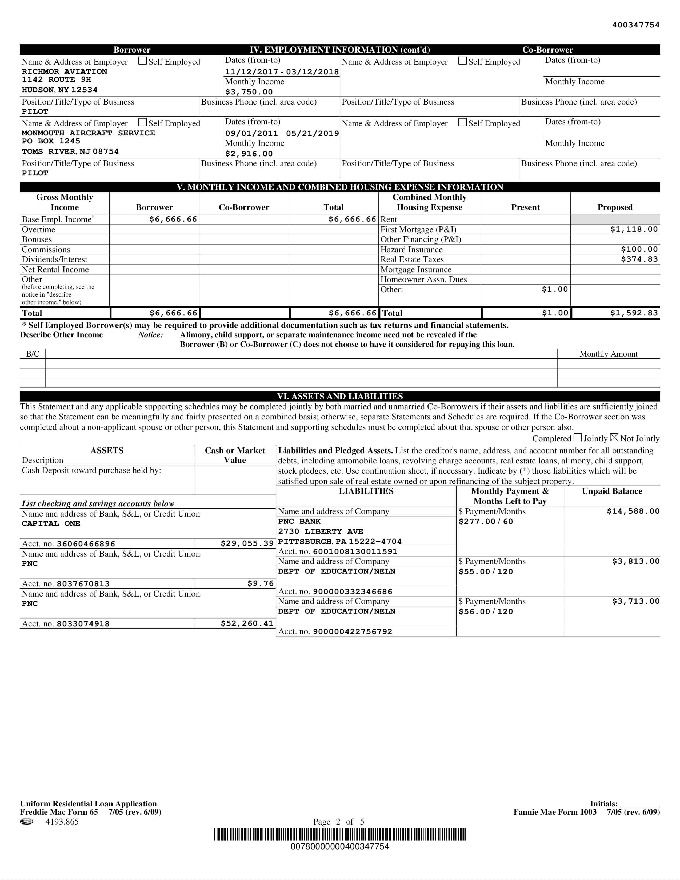 400347754
Borrower IV. EMPLOYMENT INFORMATION (cont'd) Co-Borrower
Name & Address of Employer Self Employed Dates (from-to) Name & Address of Employer Self Employed Dates (from-to)
RICHMOR AVIATION
1142 ROUTE 9H 11/12/2017-03/12/2018
Monthly Income Monthly Income
HUDSON, NY 12534 $3,750.00
Position/Title/Type of Business Business Phone (incl. area code) Position/Title/Type of Business Business Phone (incl. area code)
PILOT
Name & Address of Employer Self Employed Dates (from-to) Name & Address of Employer Self Employed Dates (from-to)
MONMOUTH AIRCRAFT SERVICE 09/01/2011 05/21/2019
PO BOX 1245 Monthly Income Monthly Income
TOMS RIVER, NJ 08754 $2,916.00
Position/Title/Type of Business Business Phone (incl. area code) Position/Title/Type of Business Business Phone (incl. area code)
PILOT
V. MONTHLY INCOME AND COMBINED HOUSING EXPENSE INFORMATION
Gross Monthly Income Borrower Co-Borrower Total Combined Monthly Housing Expense Present Proposed
Base Empl. Income* $6,666.66 $6,666.66 Rent
Overtime First Mortgage (P&I) $1,118.00
Bonuses Other Financing (P&I)
Commissions Hazard Insurance $100.00
Dividends/Interest Real Estate Taxes $374.83
Net Rental Income Mortgage Insurance
Other Homeowner Assn. Dues
(before completing, see the notice in "describe other income," below) Other: $1.00
Total $6,666.66 $6,666.66 Total $1.00 $1,592.83
* Self Employed Borrower(s) may be required to provide additional documentation such as tax returns and financial statements.
Describe Other Income Notice: Alimony, child support, or separate maintenance income need not be revealed if the
Borrower (B) or Co-Borrower (C) does not choose to have it considered for repaying this loan.
B/C Monthly Amount
VI. ASSETS AND LIABILITIES
This Statement and any applicable supporting schedules may be completed jointly by both married and unmarried Co-Borrowers if their assets and liabilities are sufficiently joined
so that the Statement can be meaningfully and fairly presented on a combined basis; otherwise, separate Statements and Schedules are required. If the Co-Borrower section was
completed about a non-applicant spouse or other person, this Statement and supporting schedules must be completed about that spouse or other person also.
Completed Jointly Not Jointly
ASSETS Cash or Market Value
Description
Cash Deposit toward purchase held by:
Liabilities and Pledged Assets. List the creditor's name, address, and account number for all outstanding
debts, including automobile loans, revolving charge accounts, real estate loans, alimony, child support,
stock pledges, etc. Use continuation sheet, if necessary. Indicate by (*) those liabilities which will be
satisfied upon sale of real estate owned or upon refinancing of the subject property.
LIABILITIES Monthly Payment & Months Left to Pay Unpaid Balance
List checking and savings accounts below
Name and address of Bank, S&L, or Credit Union
CAPITAL ONE
Acct. no. 36060466896 $29,055.39
Name and address of Bank, S&L, or Credit Union
PNC
Acct. no. 8037670813 $9.76
Name and address of Bank, S&L, or Credit Union
PNC
Acct. no. 8033074918 $52,260.41
Name and address of Company $ Payment/Months $14,588.00
PNC BANK $277.00/60
2730 LIBERTY AVE
PITTSBURGH, PA 15222-4704
Acct. no. 6001008130011591
Name and address of Company $ Payment/Months $3,813.00
DEPT OF EDUCATION/NELN $55.00/120
Acct. no. 900000332346686
Name and address of Company $ Payment/Months $3,713.00
DEPT OF EDUCATION/NELN $56.00/120
Acct. no. 900000422756792
Uniform Residential Loan Application Initials:
Freddie Mac Form 65 7/05 (rev. 6/09) Fannie Mae Form 1003 7/05 (rev. 6/09)
4193.865 Page 2 of 5
00780000000400347754